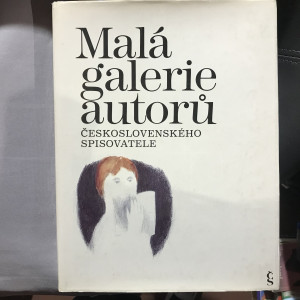 Malá
galerie
autorů
ČESKOSLOVENSKÉHO
SPISOVATELE